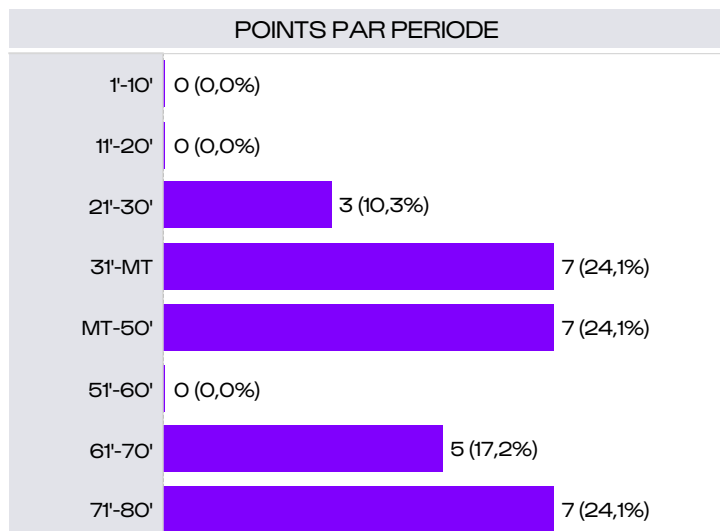 POINTS PAR PERIODE
1'-10' 0 (0,0%)
11'-20' 0 (0,0%)
21'-30' 3 (10,3%)
31'-MT 7 (24,1%)
MT-50' 7 (24,1%)
51'-60' 0 (0,0%)
61'-70' 5 (17,2%)
71'-80' 7 (24,1%)